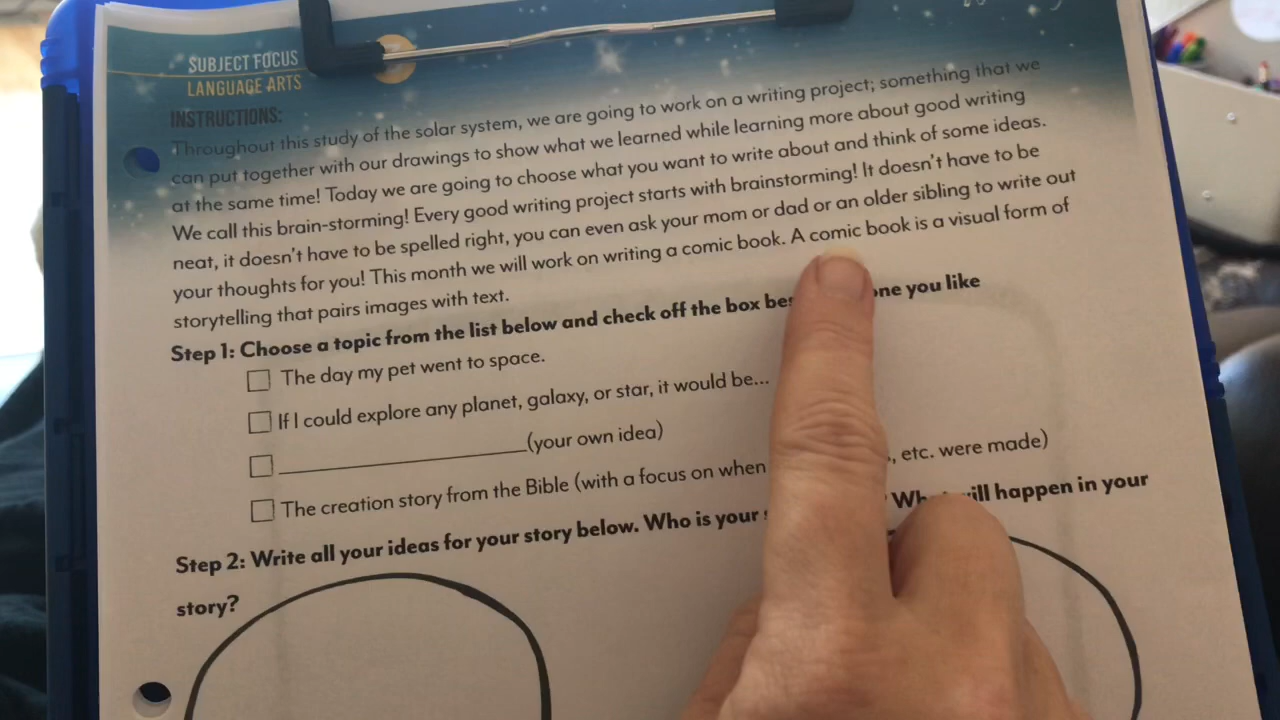 SUBJECT FOCUS
LANGUAGE ARTS
INSTRUCTIONS:
Throughout this study of the solar system, we are going to work on a writing project; something that we
can put together with our drawings to show what we learned while learning more about good writing
at the same time! Today we are going to choose what you want to write about and think of some ideas.
We call this brain-storming! Every good writing project starts with brainstorming! It doesn't have to be
neat, it doesn't have to be spelled right, you can even ask your mom or dad or an older sibling to write out
your thoughts for you! This month we will work on writing a comic book. A comic book is a visual form of
storytelling that pairs images with text.
Step 1: Choose a topic from the list below and check off the box one you like
The day my pet went to space.
If I could explore any planet, galaxy, or star, it would be...
(your own idea)
The creation story from the Bible (with a focus on when , etc. were made)
Step 2: Write all your ideas for your story below. Who is your will happen in your
story?